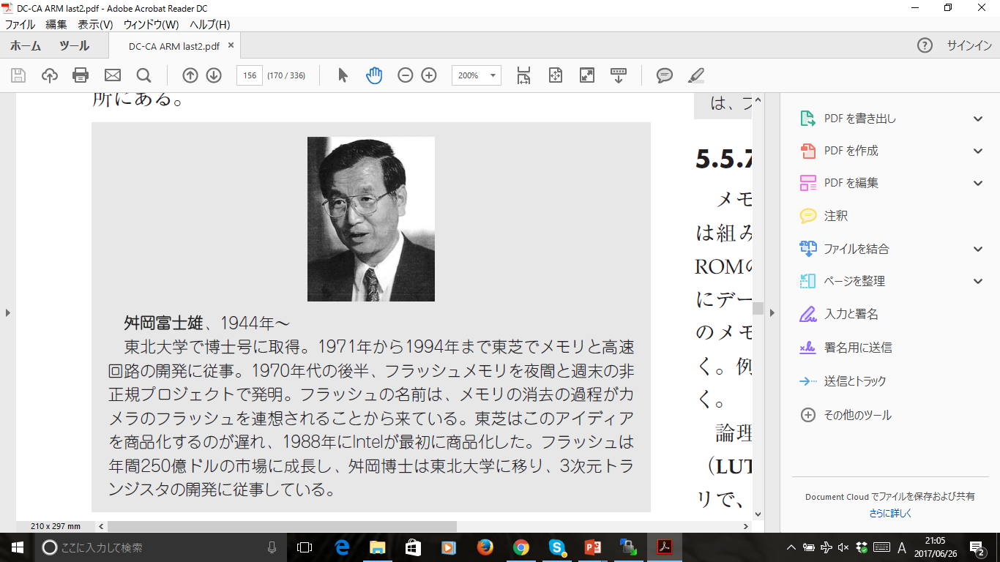 DC-CA ARM last2.pdf - Adobe Acrobat Reader DC
ファイル 編集 表示(V) ウィンドウ(W) ヘルプ(H)
ホーム ツール DC-CA ARM last2.pdf × サインイン
156 (170 / 336) 200%
所にある。
舛岡富士雄、1944年～
東北大学で博士号に取得。1971年から1994年まで東芝でメモリと高速
回路の開発に従事。1970年代の後半、フラッシュメモリを夜間と週末の非
正規プロジェクトで発明。フラッシュの名前は、メモリの消去の過程がカ
メラのフラッシュを連想されることから来ている。東芝はこのアイディア
を商品化するのが遅れ、1988年にIntelが最初に商品化した。フラッシュは
年間250億ドルの市場に成長し、舛岡博士は東北大学に移り、3次元トラ
ンジスタの開発に従事している。
は、フ
5.5.7
メモ
は組み
ROMの
にデー
のメモ
く。例
く。
論理
（LUT
リで、
PDF を書き出し
PDF を作成
PDF を編集
注釈
ファイルを結合
ページを整理
入力と署名
署名用に送信
送信とトラック
その他のツール
Document Cloud でファイルを保存および共有
さらに詳しく
210 x 297 mm
ここに入力して検索
A
21:05
2017/06/26
2